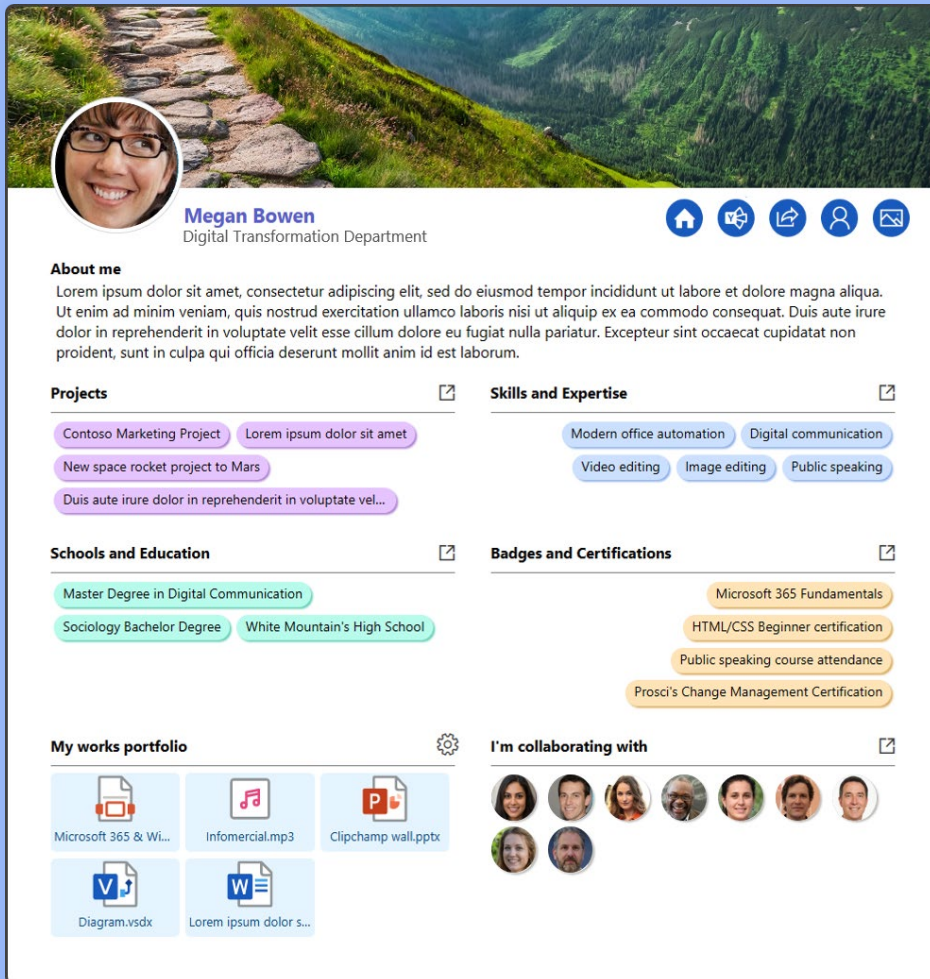 Megan Bowen
Digital Transformation Department
About me
Lorem ipsum dolor sit amet, consectetur adipiscing elit, sed do eiusmod tempor incididunt ut labore et dolore magna aliqua.
Ut enim ad minim veniam, quis nostrud exercitation ullamco laboris nisi ut aliquip ex ea commodo consequat. Duis aute irure
dolor in reprehenderit in voluptate velit esse cillum dolore eu fugiat nulla pariatur. Excepteur sint occaecat cupidatat non
proident, sunt in culpa qui officia deserunt mollit anim id est laborum.
Projects
Contoso Marketing Project
Lorem ipsum dolor sit amet
New space rocket project to Mars
Duis aute irure dolor in reprehenderit in voluptate vel...
Skills and Expertise
Modern office automation
Digital communication
Video editing
Image editing
Public speaking
Schools and Education
Master Degree in Digital Communication
Sociology Bachelor Degree
White Mountain's High School
Badges and Certifications
Microsoft 365 Fundamentals
HTML/CSS Beginner certification
Public speaking course attendance
Prosci's Change Management Certification
My works portfolio
Microsoft 365 & Wi...
Infomercial.mp3
P
Clipchamp wall.pptx
V
Diagram.vsdx
W
Lorem ipsum dolor s...
I'm collaborating with